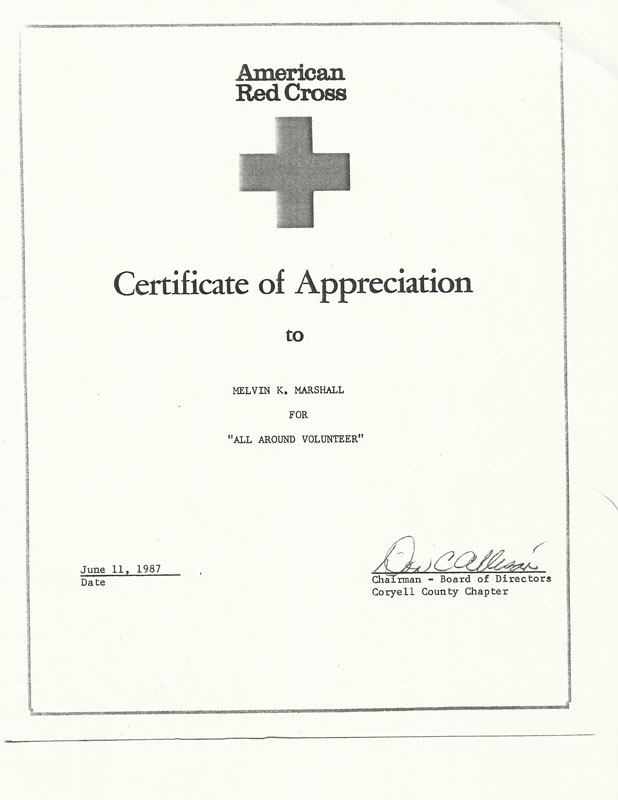 American
Red Cross
Certificate of Appreciation
to
MELVIN K. MARSHALL
FOR
"ALL AROUND VOLUNTEER"
June 11, 1987
Date
Don C Allison
Chairman - Board of Directors
Coryell County Chapter